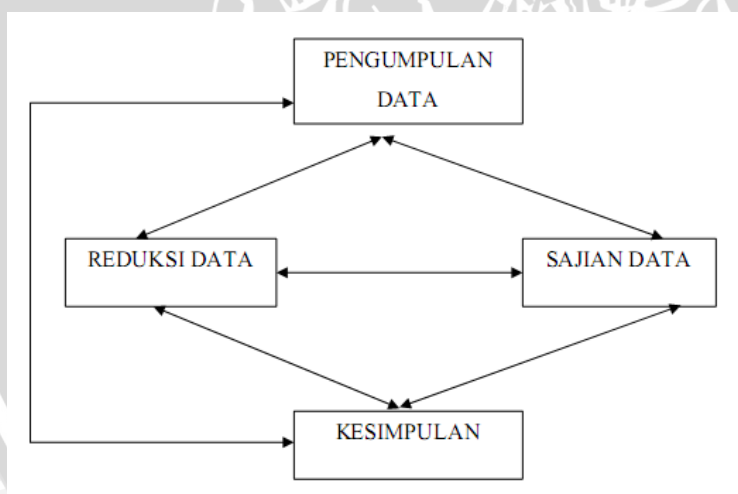 PENGUMPULAN
DATA
REDUKSI DATA
SAJIAN DATA
KESIMPULAN